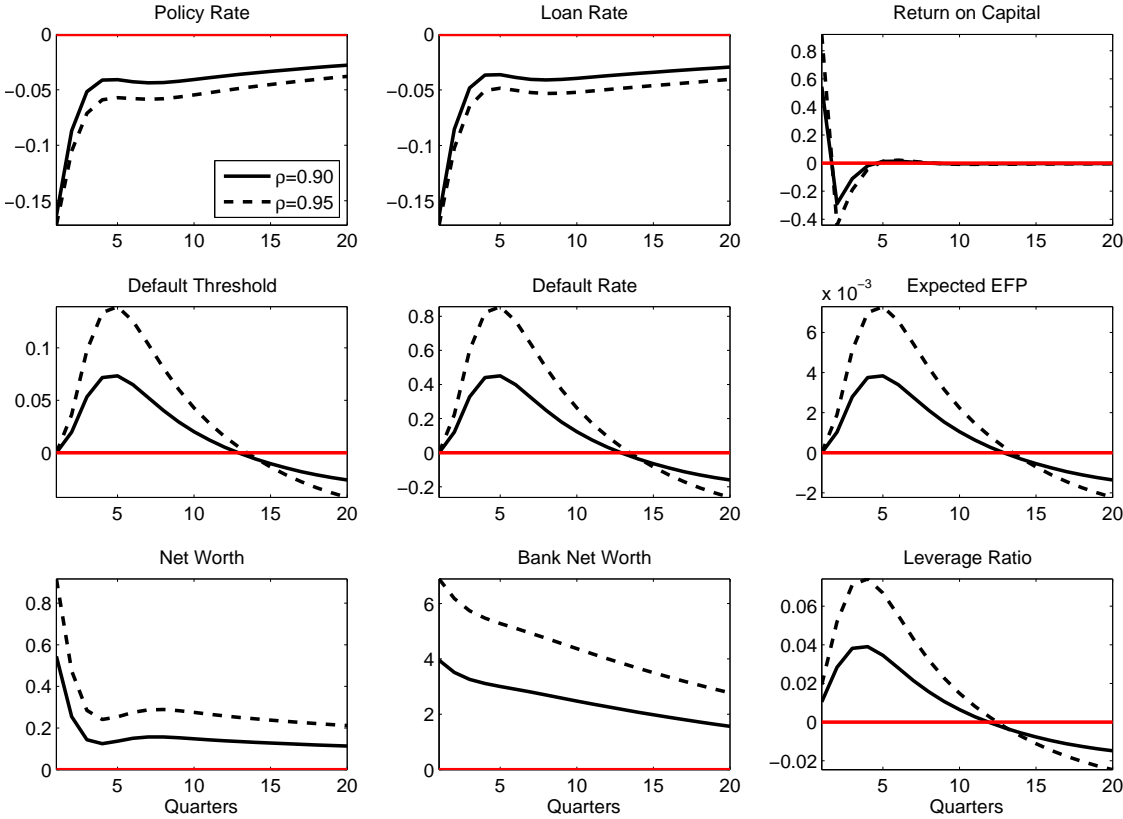 Policy Rate
0
−0.05
−0.1
−0.15
5 10 15 20
ρ=0.90
ρ=0.95
Loan Rate
0
−0.05
−0.1
−0.15
5 10 15 20
Return on Capital
0.8
0.6
0.4
0.2
0
−0.2
−0.4
5 10 15 20
Default Threshold
0.1
0.05
0
5 10 15 20
Default Rate
0.8
0.6
0.4
0.2
0
−0.2
5 10 15 20
Expected EFP
x 10⁻³
6
4
2
0
−2
5 10 15 20
Net Worth
0.8
0.6
0.4
0.2
0
5 10 15 20
Quarters
Bank Net Worth
6
4
2
0
5 10 15 20
Quarters
Leverage Ratio
0.06
0.04
0.02
0
−0.02
5 10 15 20
Quarters